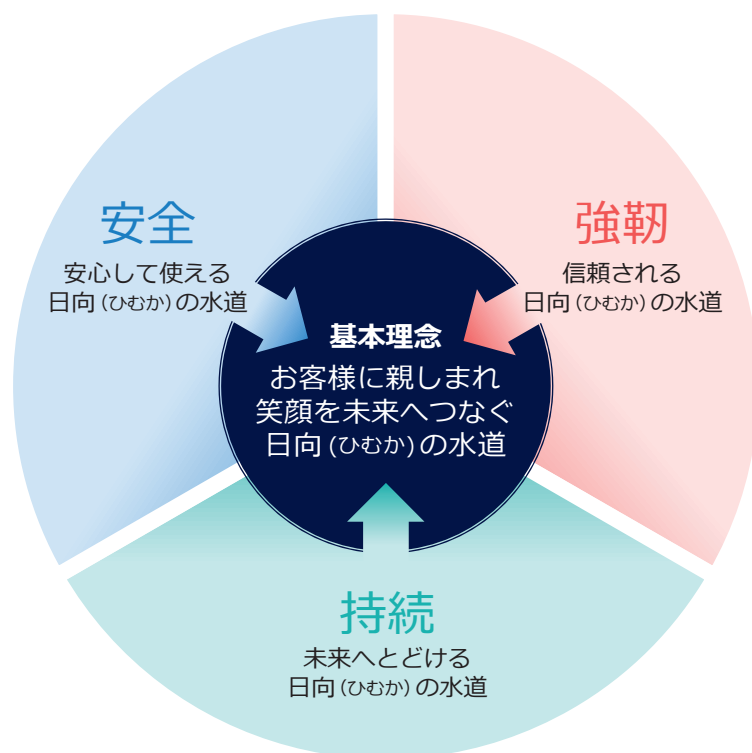 安全
安心して使える
日向(ひむか)の水道
強靭
信頼される
日向(ひむか)の水道
基本理念
お客様に親しまれ
笑顔を未来へつなぐ
日向(ひむか)の水道
持続
未来へとどける
日向(ひむか)の水道